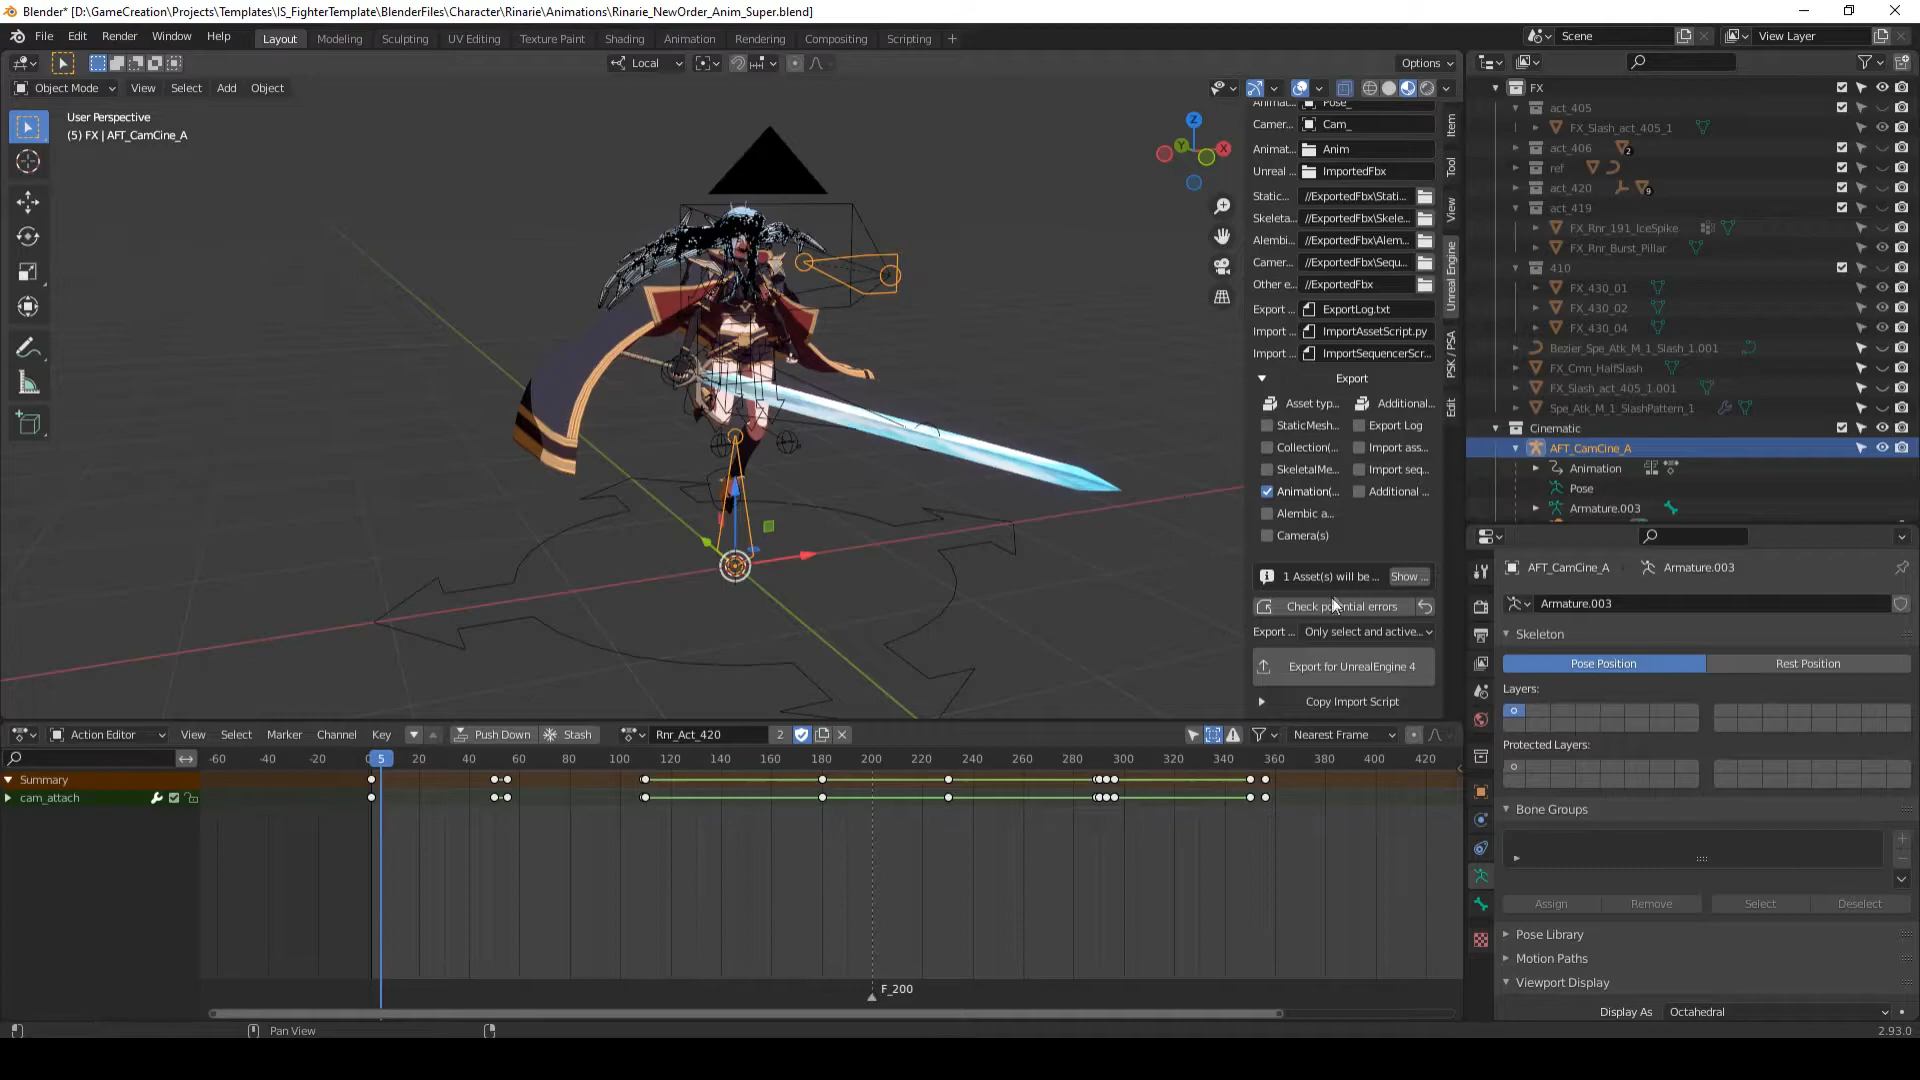 Blender* [D:\GameCreation\Projects\Templates\IS_FighterTemplate\BlenderFiles\Character\Rinarie\Animations\Rinarie_NewOrder_Anim_Super.blend]
File Edit Render Window Help
Layout Modeling Sculpting UV Editing Texture Paint Shading Animation Rendering Compositing Scripting +
Scene
View Layer
Local
Options
Object Mode View Select Add Object
User Perspective
(5) FX | AFT_CamCine_A
Z
Y
X
Animat... Pose_
Camer... Cam_
Animat... Anim
Unreal ... ImportedFbx
Static... //ExportedFbx\Stati...
Skeleta... //ExportedFbx\Skele...
Alembi... //ExportedFbx\Alem...
Camer... //ExportedFbx\Sequ...
Other e... //ExportedFbx
Export ... ExportLog.txt
Import ... ImportAssetScript.py
Import ... ImportSequencerScr...
Export
Asset typ... Additional...
StaticMesh... Export Log
Collection(... Import ass...
SkeletalMe... Import seq...
Animation(... Additional ...
Alembic a...
Camera(s)
1 Asset(s) will be ... Show ...
Check potential errors
Export ... Only select and active...
Export for UnrealEngine 4
Copy Import Script
Item
Tool
View
Unreal Engine
PSK / PSA
Edit
FX
act_405
FX_Slash_act_405_1
act_406 2
ref
act_420 9
act_419
FX_Rnr_191_IceSpike
FX_Rnr_Burst_Pillar
410
FX_430_01
FX_430_02
FX_430_04
Bezier_Spe_Atk_M_1_Slash_1.001
FX_Cmn_HalfSlash
FX_Slash_act_405_1.001
Spe_Atk_M_1_SlashPattern_1
Cinematic
AFT_CamCine_A
Animation
Pose
Armature.003
AFT_CamCine_A Armature.003
Armature.003
Skeleton
Pose Position Rest Position
Layers:
Protected Layers:
Bone Groups
Assign Remove Select Deselect
Pose Library
Motion Paths
Viewport Display
Display As Octahedral
Action Editor View Select Marker Channel Key Push Down Stash Rnr_Act_420 2 Nearest Frame
-60 -40 -20 5 20 40 60 80 100 120 140 160 180 200 220 240 260 280 300 320 340 360 380 400 420
Summary
cam_attach
F_200
Pan View
2.93.0